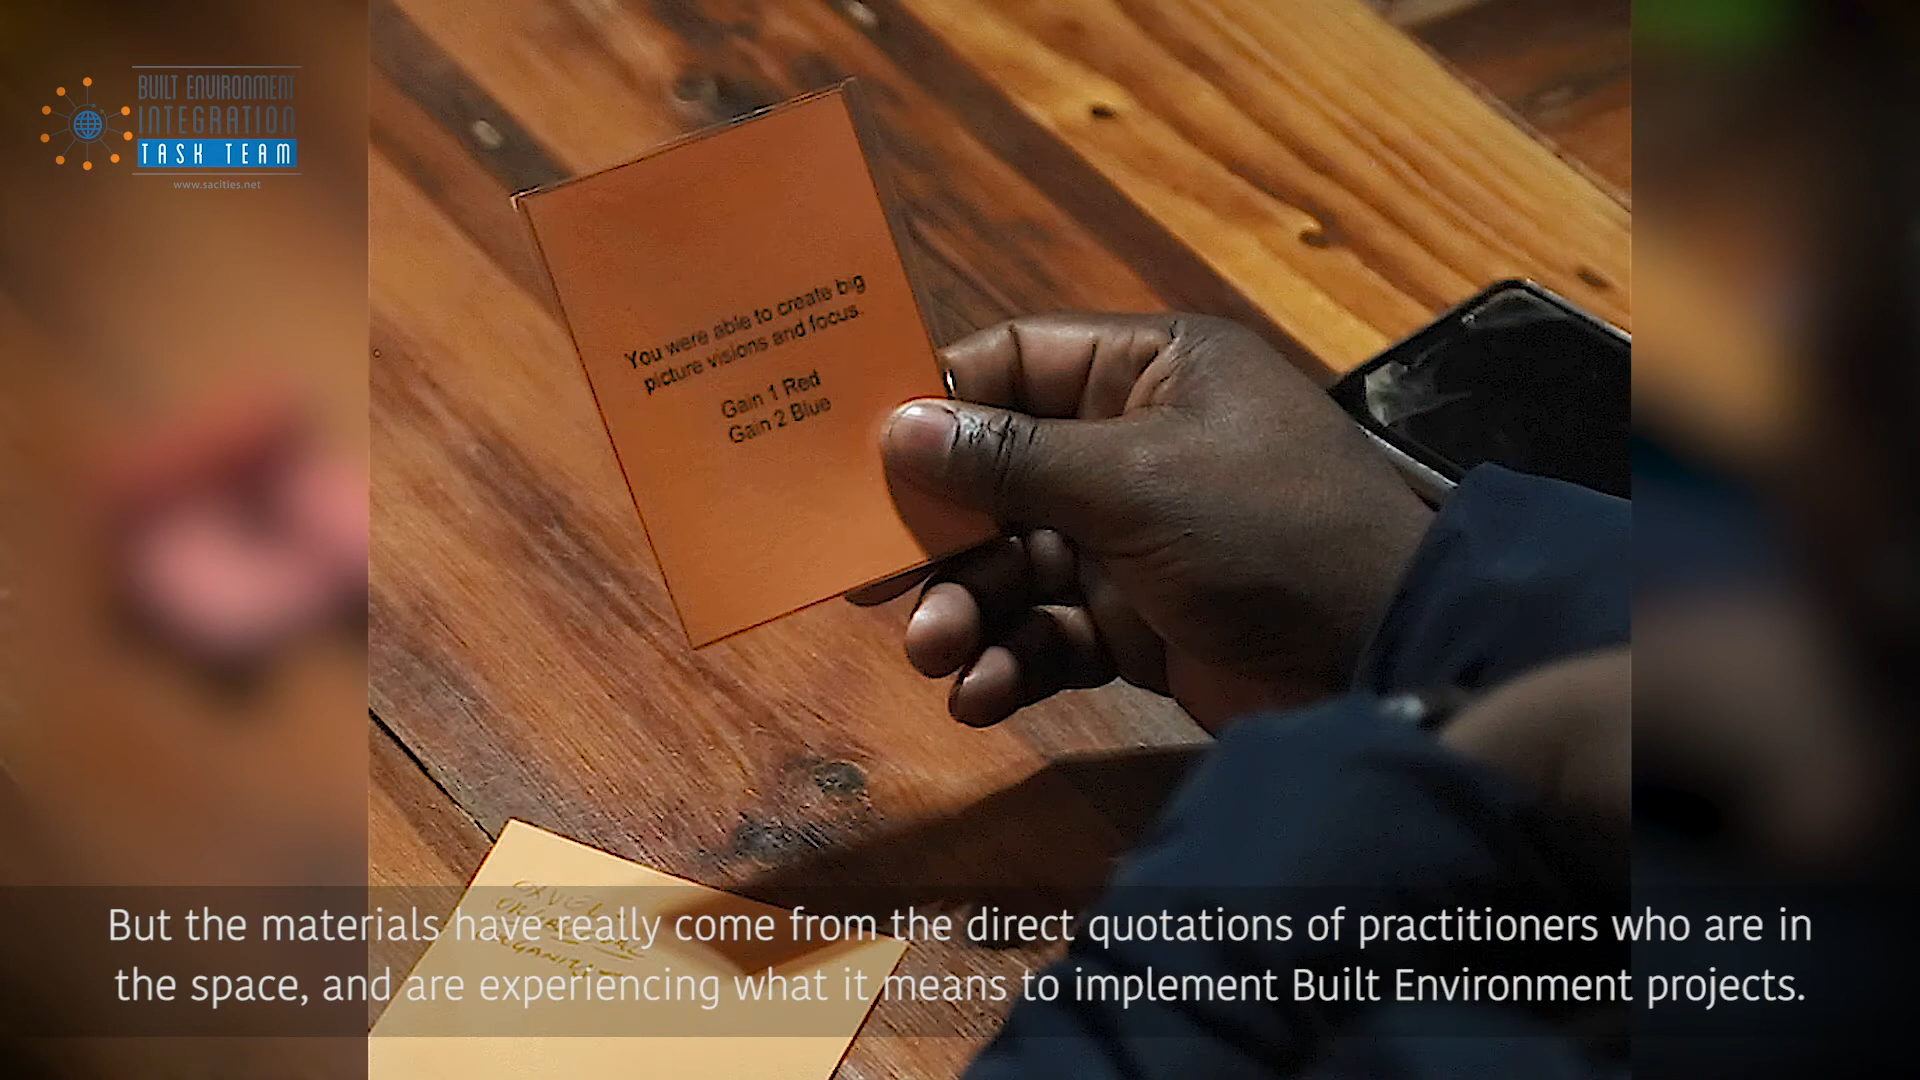 BUILT ENVIRONMENT
INTEGRATION
TASK TEAM
www.sacities.net
You were able to create big
picture visions and focus.
Gain 1 Red
Gain 2 Blue
But the materials have really come from the direct quotations of practitioners who are in
the space, and are experiencing what it means to implement Built Environment projects.